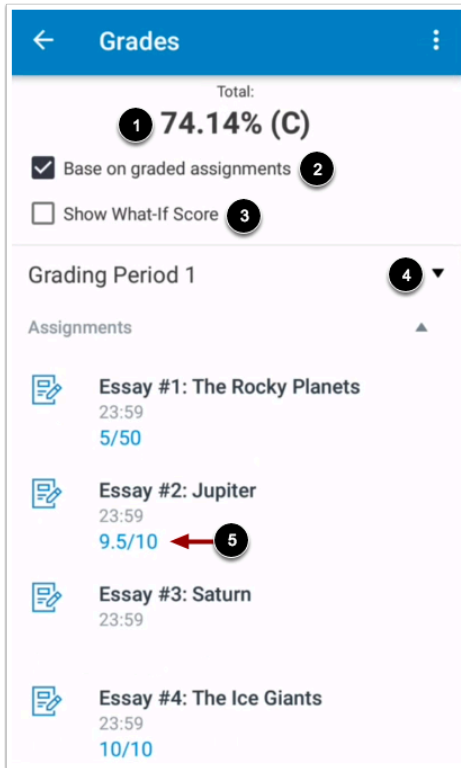 Grades
Total:
1 74.14% (C)
Base on graded assignments 2
Show What-If Score 3
Grading Period 1 4
Assignments
Essay #1: The Rocky Planets
23:59
5/50
Essay #2: Jupiter
23:59
9.5/10 5
Essay #3: Saturn
23:59
Essay #4: The Ice Giants
23:59
10/10